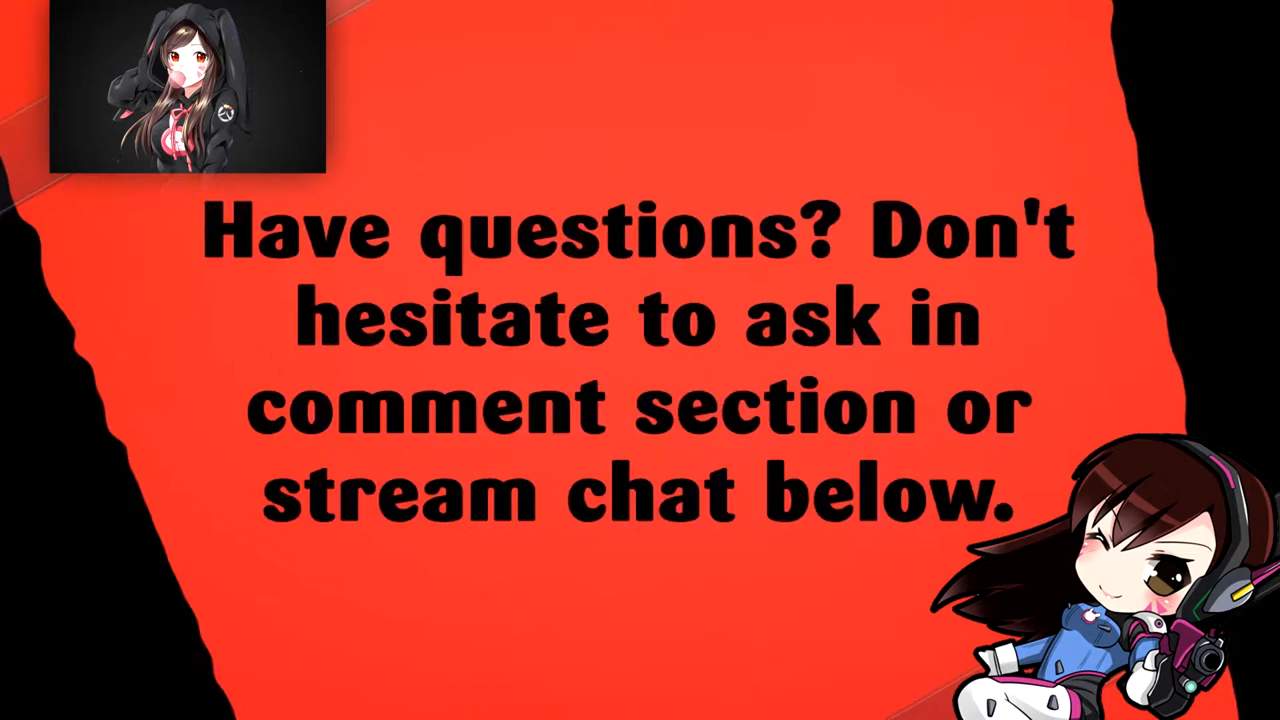 Have questions? Don't
hesitate to ask in
comment section or
stream chat below.